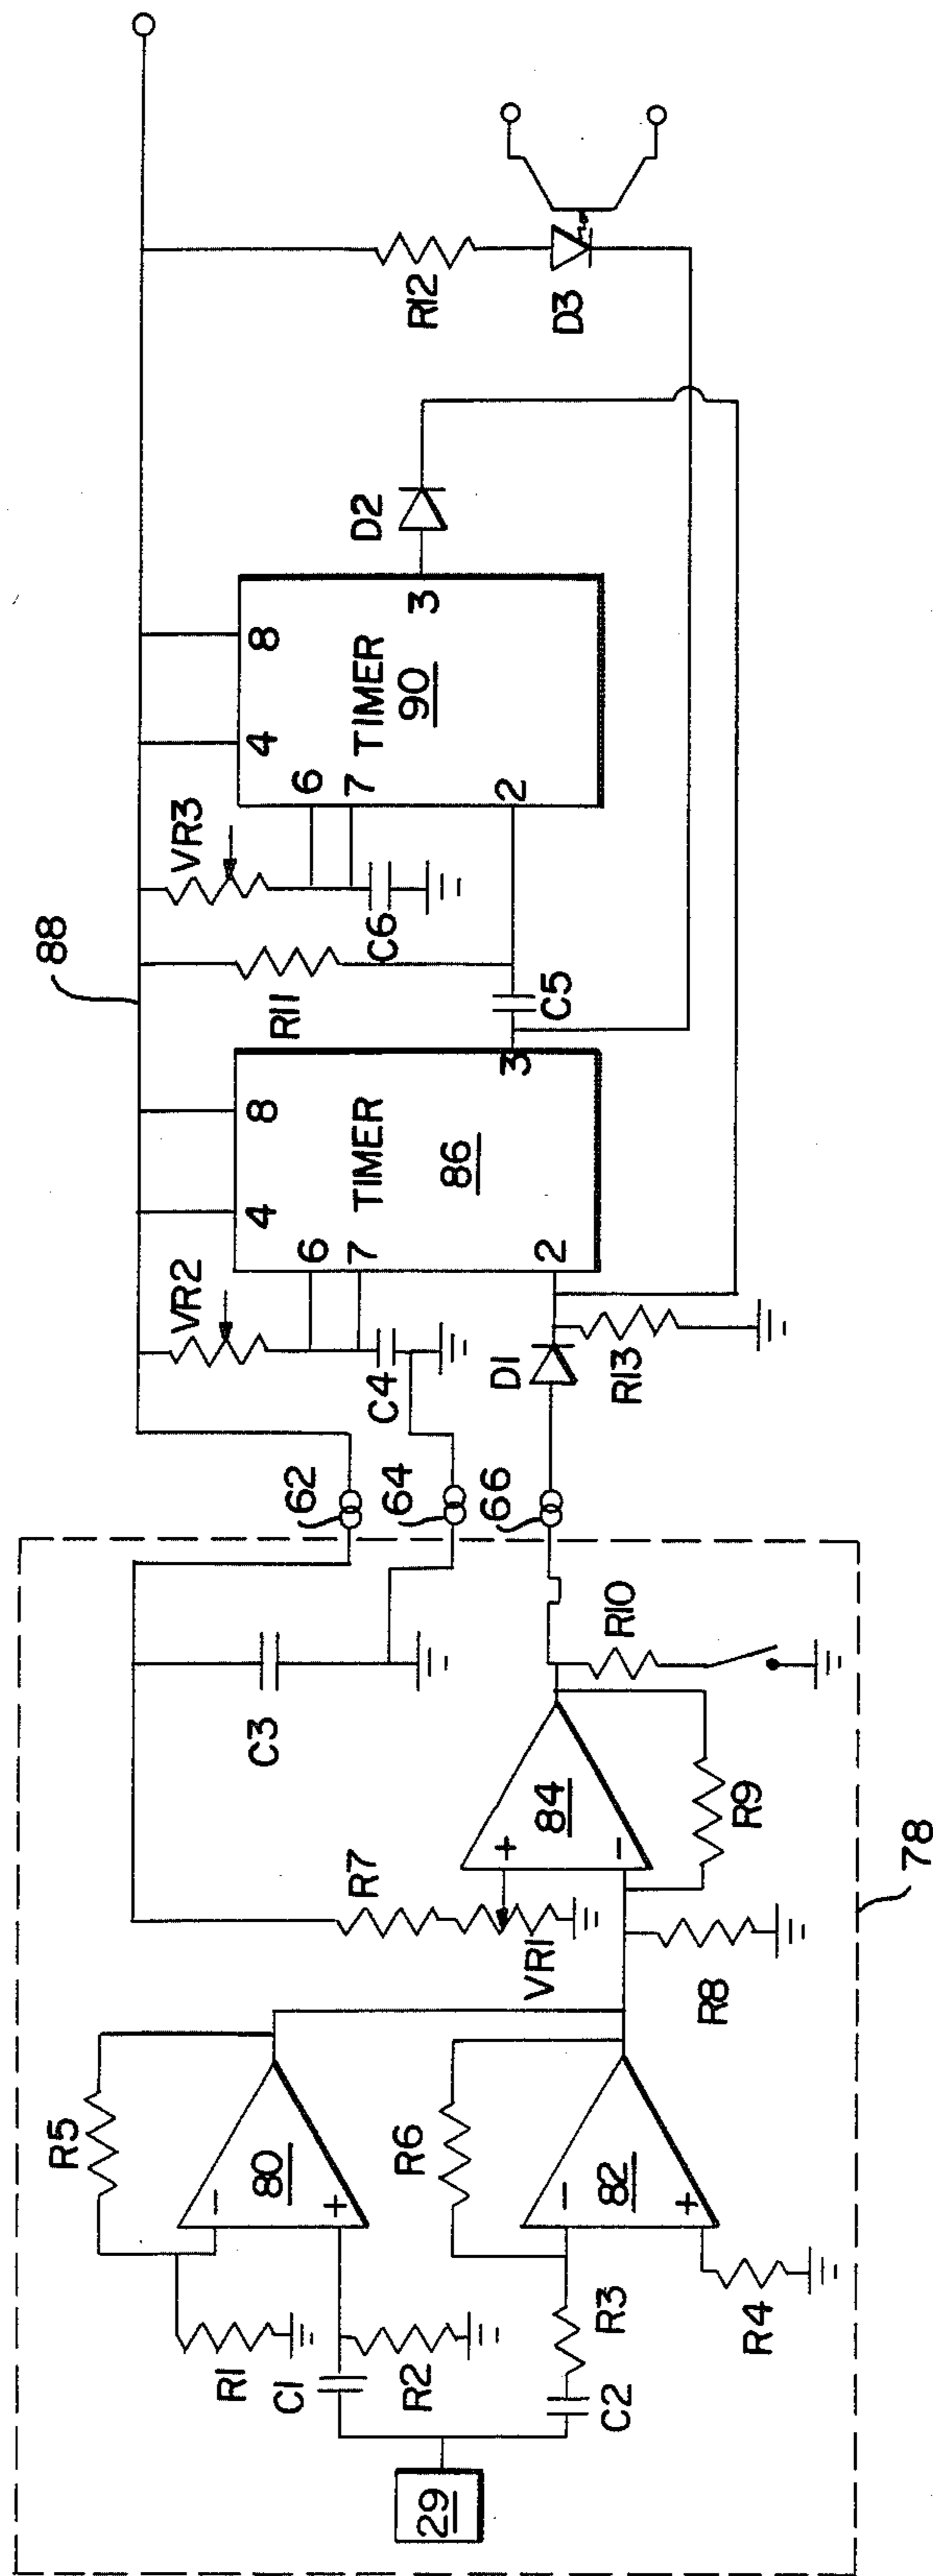 88
62
64
66
VR2
C4
D1
R13
4
8
6
7
TIMER
86
2
3
R11
C5
VR3
C6
4
8
6
7
TIMER
90
2
3
D2
R12
D3
R5
80
-
+
R1
C1
R2
29
C2
R3
R6
82
-
+
R4
R7
VR1
C3
84
+
-
R8
R9
R10
78